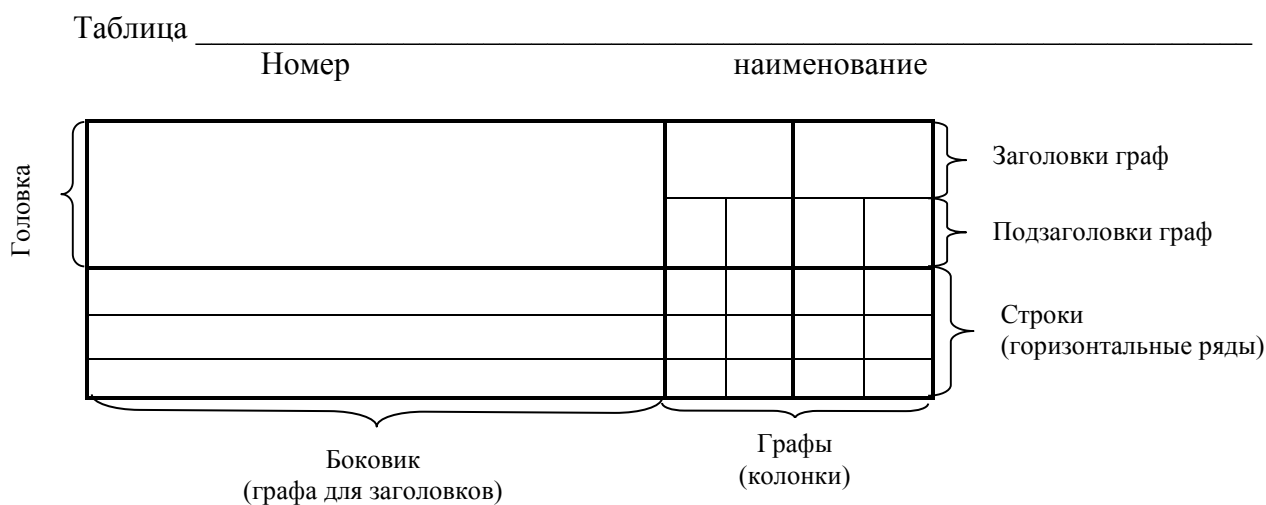 Таблица
Номер наименование
Головка
Заголовки граф
Подзаголовки граф
Строки
(горизонтальные ряды)
Боковик
(графа для заголовков)
Графы
(колонки)